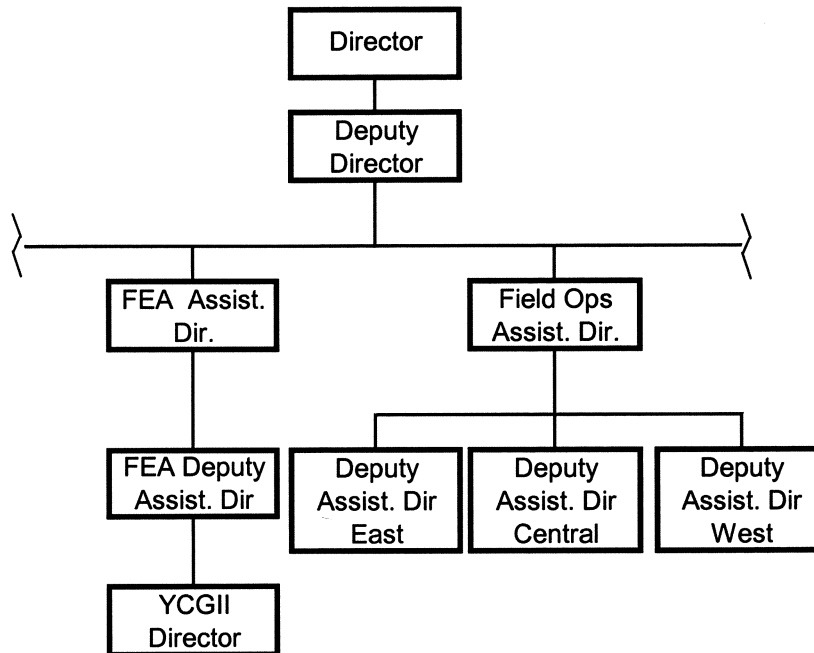 Director
Deputy
Director
FEA Assist.
Dir.
Field Ops
Assist. Dir.
FEA Deputy
Assist. Dir
Deputy
Assist. Dir
East
Deputy
Assist. Dir
Central
Deputy
Assist. Dir
West
YCGII
Director